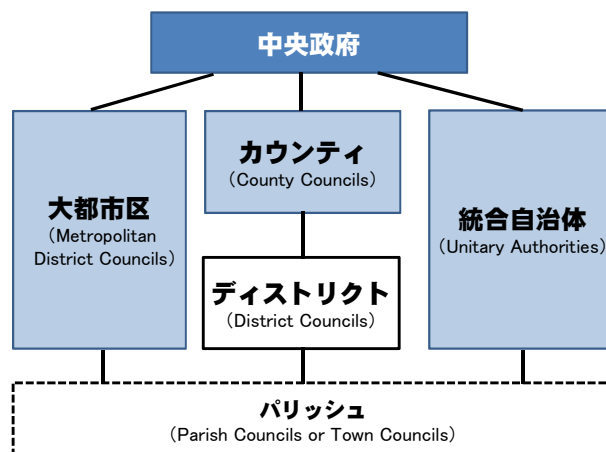 中央政府
大都市区
（Metropolitan
District Councils）
カウンティ
（County Councils）
ディストリクト
（District Councils）
統合自治体
（Unitary Authorities）
パリッシュ
（Parish Councils or Town Councils）